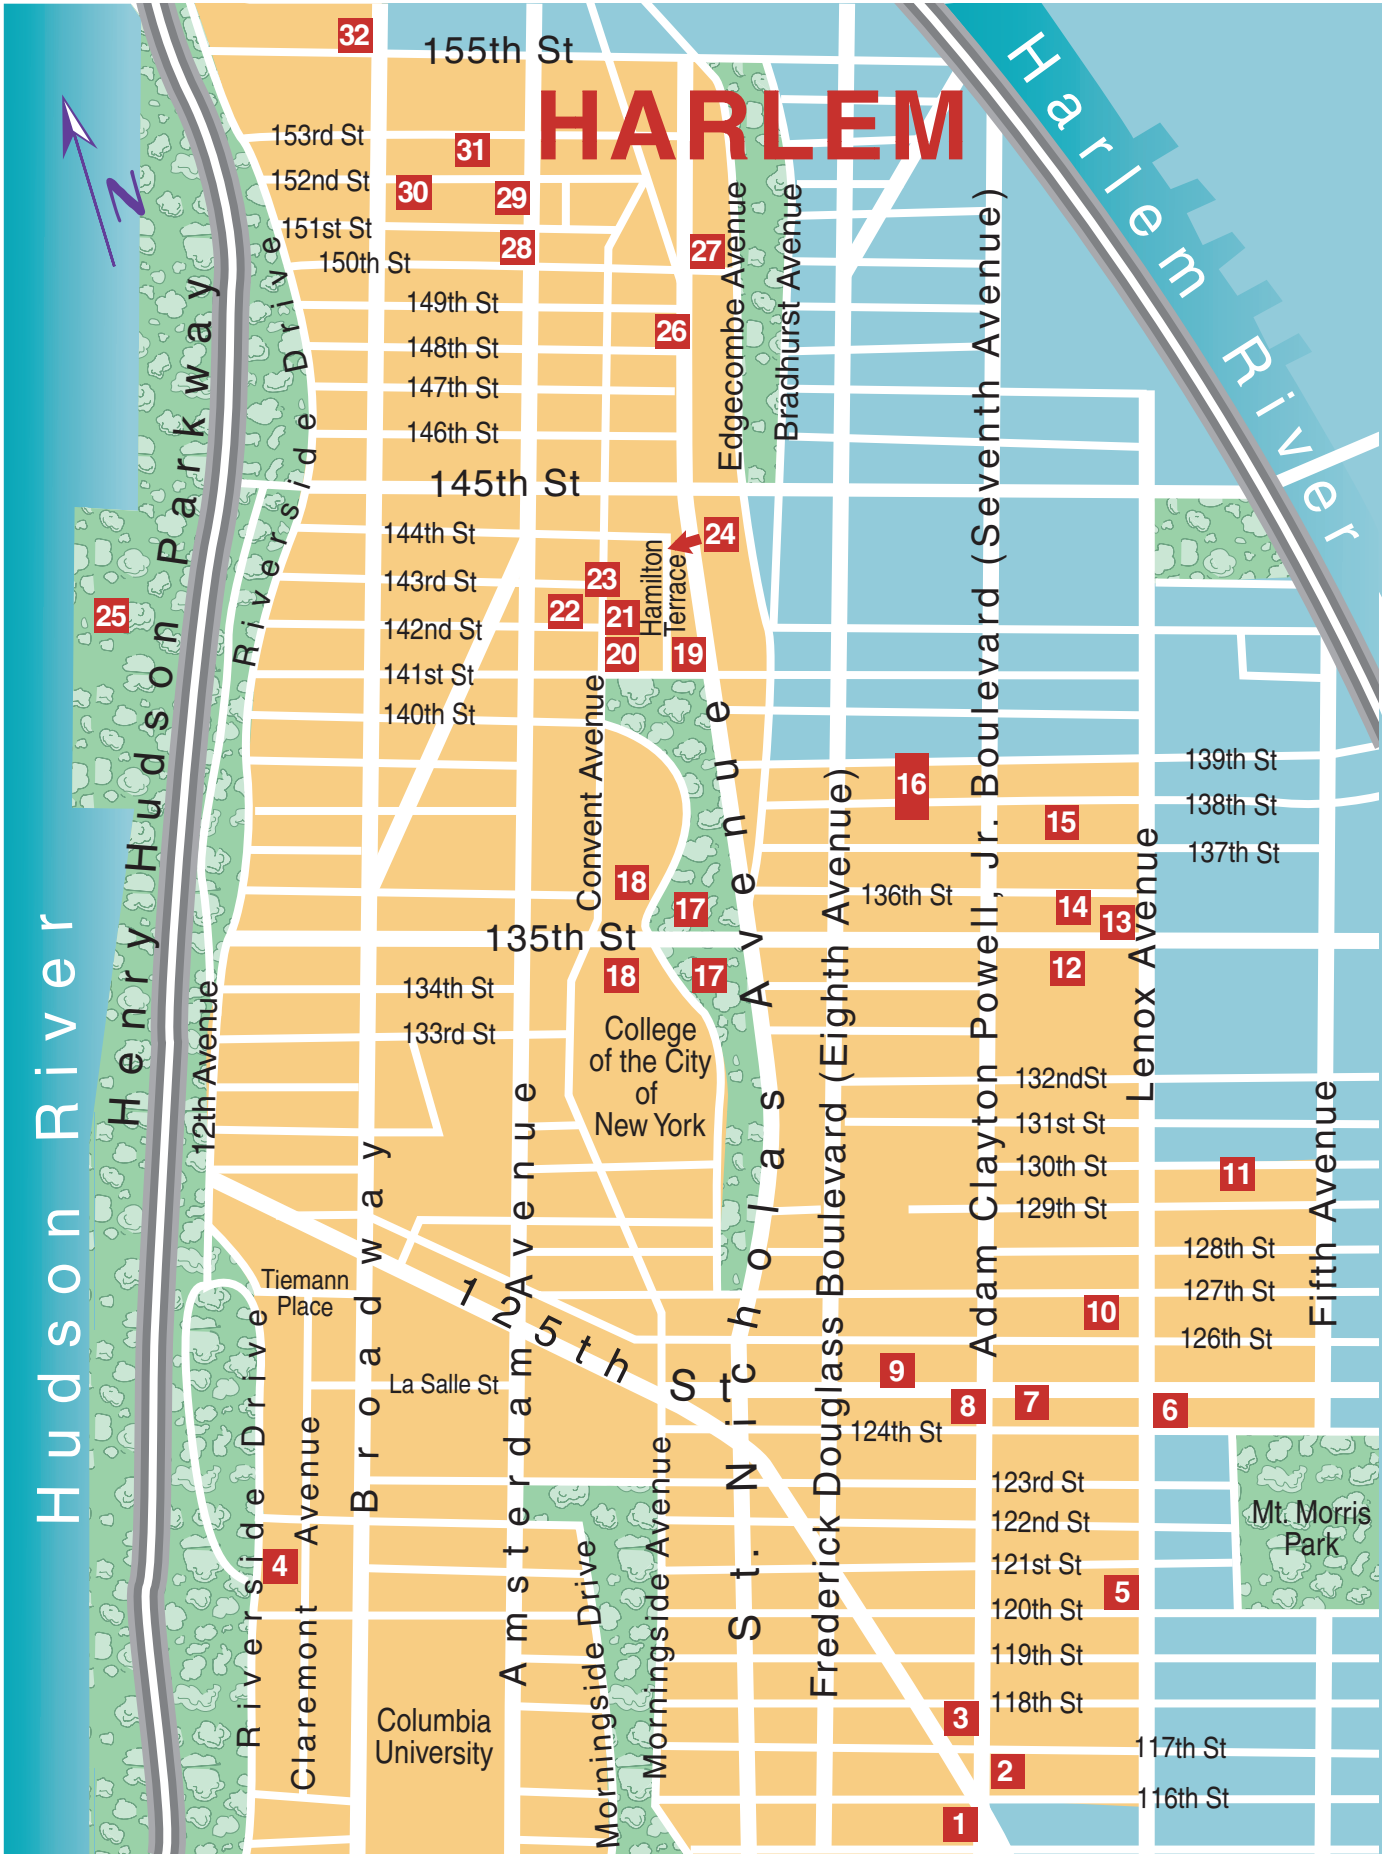 32
155th St
HARLEM
Harlem River
153rd St
31
152nd St
30
29
151st St
28
27
150th St
N
Edgecombe Avenue
Bradhurst Avenue
149th St
26
148th St
147th St
146th St
145th St
144th St
24
Hamilton
Terrace
143rd St
23
22
21
25
142nd St
20
19
141st St
140th St
Henry Hudson Parkway
Riverside Drive
Convent Avenue
Adam Clayton Powell, Jr. Boulevard (Seventh Avenue)
139th St
16
138th St
15
137th St
18
136th St
17
14
13
Lenox Avenue
135th St
18
17
12
134th St
12th Avenue
133rd St
College
of the City
of
New York
132ndSt
131st St
130th St
11
129th St
128th St
Fifth Avenue
Tiemann
Place
127th St
10
126th St
125th St
9
La Salle St
8
7
6
124th St
St. Nicholas Avenue
Frederick Douglass Boulevard (Eighth Avenue)
Hudson River
Broadway
Amsterdam Avenue
123rd St
Mt. Morris
Park
122nd St
121st St
4
5
120th St
Riverside Drive
Claremont Avenue
Morningside Drive
Morningside Avenue
119th St
118th St
3
Columbia
University
117th St
2
116th St
1